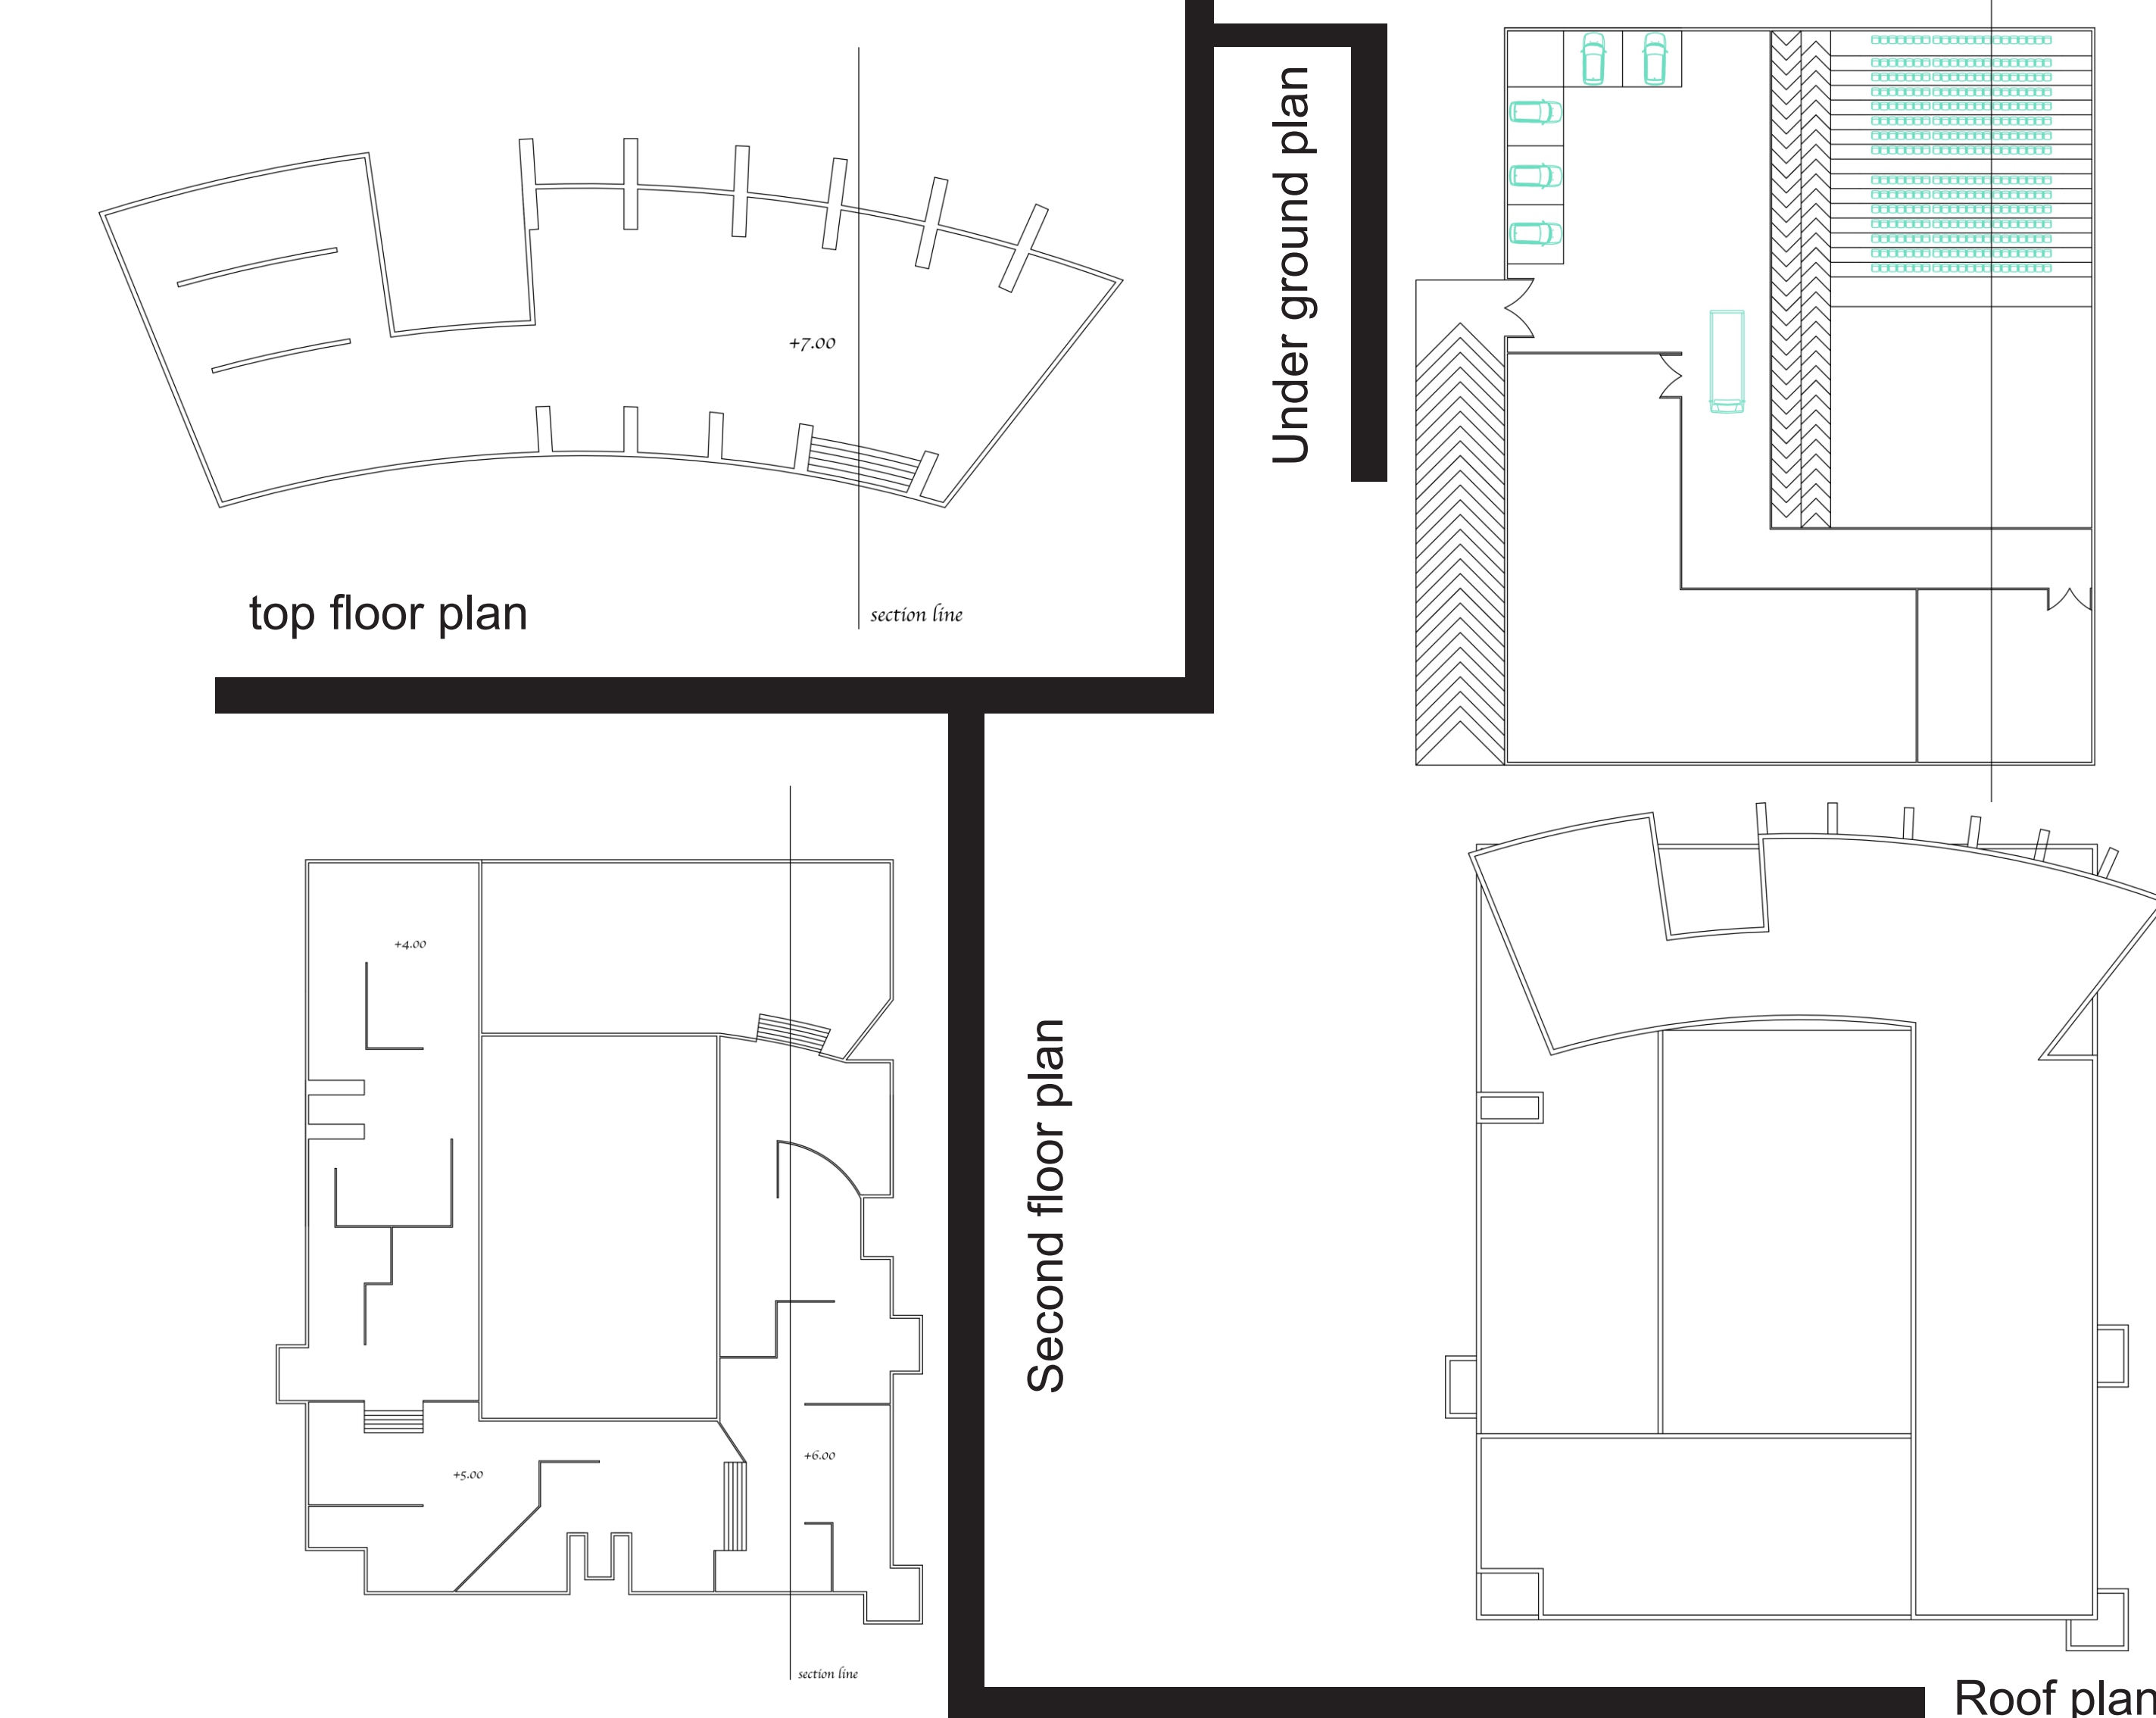 +7.00
top floor plan
section line
Under ground plan
+4.00
+5.00
+6.00
section line
Second floor plan
Roof plan